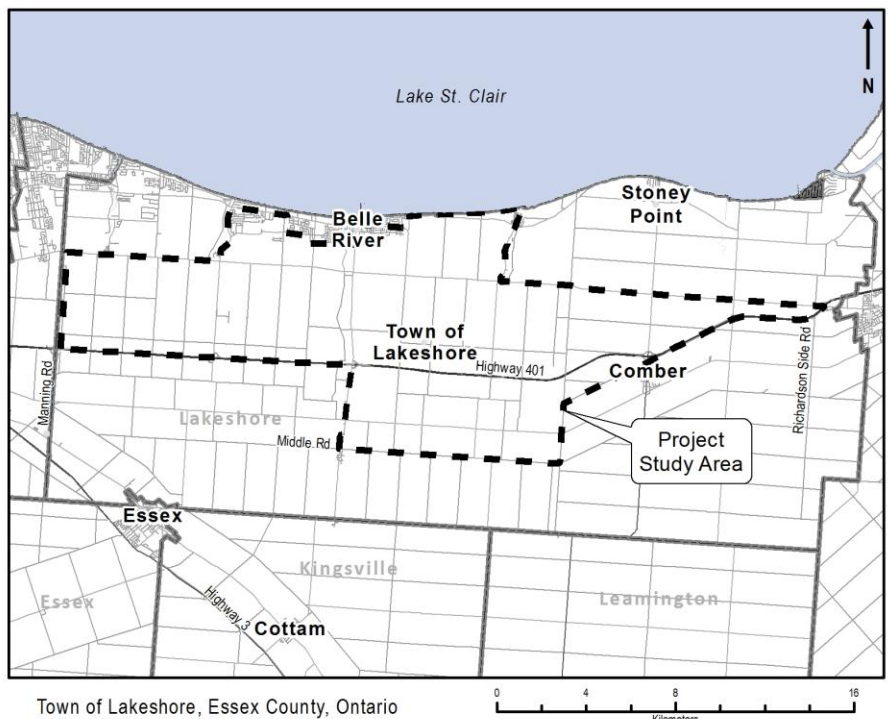 N
Lake St. Clair
Stoney
Point
Belle
River
Town of
Lakeshore
Highway 401
Comber
Richardson Side Rd
Manning Rd
Lakeshore
Middle Rd
Project
Study Area
Essex
Kingsville
Essex
Leamington
Highway 3
Cottam
Town of Lakeshore, Essex County, Ontario
0 4 8 16
Kilometers